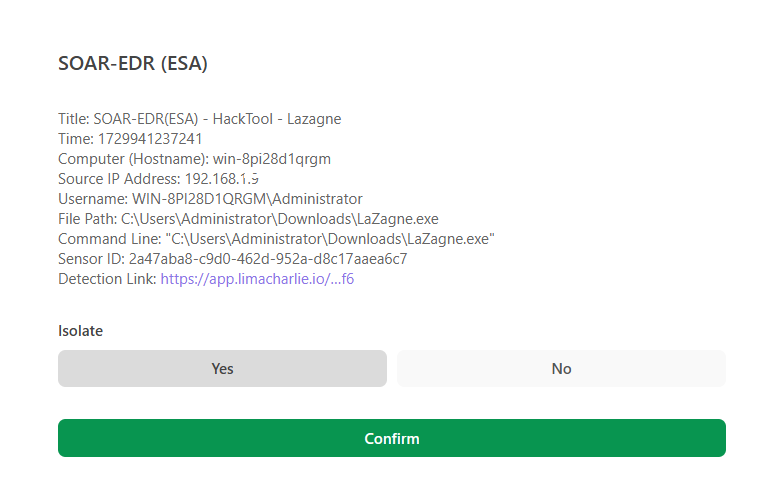 SOAR-EDR (ESA)
Title: SOAR-EDR(ESA) - HackTool - Lazagne
Time: 1729941237241
Computer (Hostname): win-8pi28d1qrgm
Source IP Address: 192.168.1.9
Username: WIN-8PI28D1QRGM\Administrator
File Path: C:\Users\Administrator\Downloads\LaZagne.exe
Command Line: "C:\Users\Administrator\Downloads\LaZagne.exe"
Sensor ID: 2a47aba8-c9d0-462d-952a-d8c17aaea6c7
Detection Link: https://app.limacharlie.io/...f6
Isolate
Yes No
Confirm